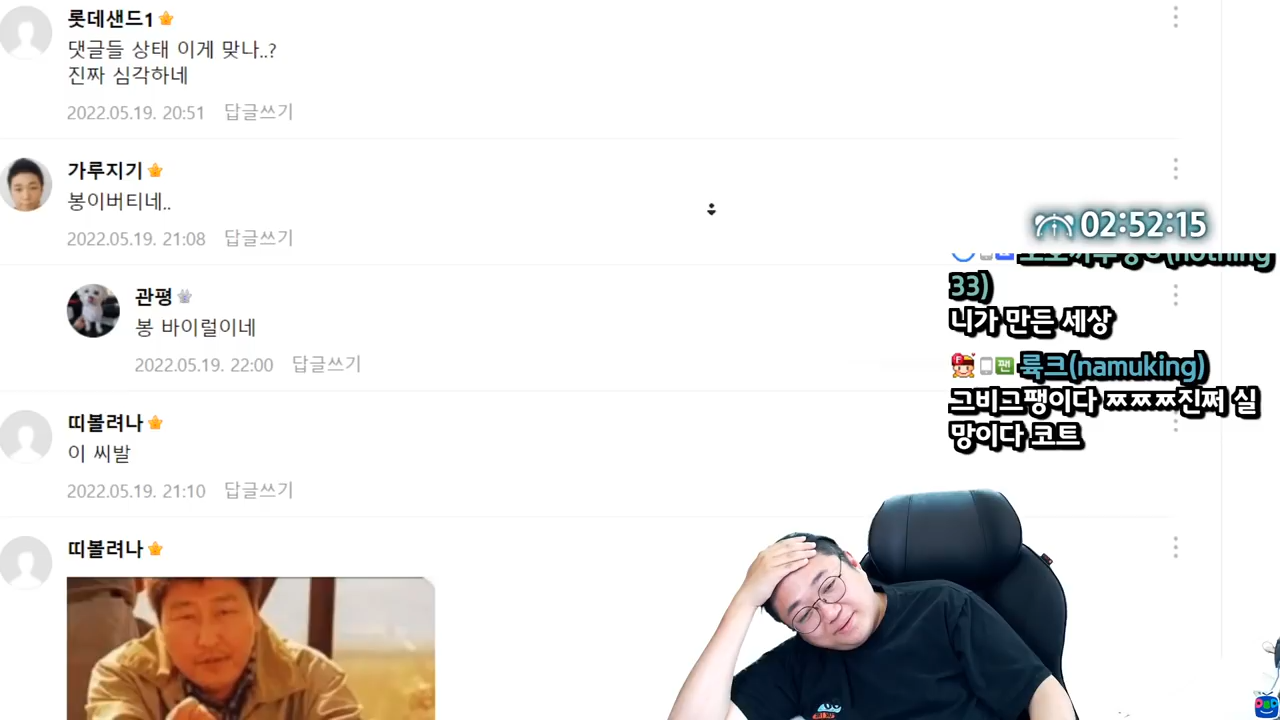 롯데샌드1
댓글들 상태 이게 맞나..?
진짜 심각하네
2022.05.19. 20:51 답글쓰기
가루지기
봉이버티네..
2022.05.19. 21:08 답글쓰기
관평
봉 바이럴이네
2022.05.19. 22:00 답글쓰기
띠볼려나
이 씨발
2022.05.19. 21:10 답글쓰기
띠볼려나
02:52:15
33)
니가 만든 세상
륙크(namuking)
그비그팽이다 ㅉㅉㅉ진쩌 실
망이다 코트